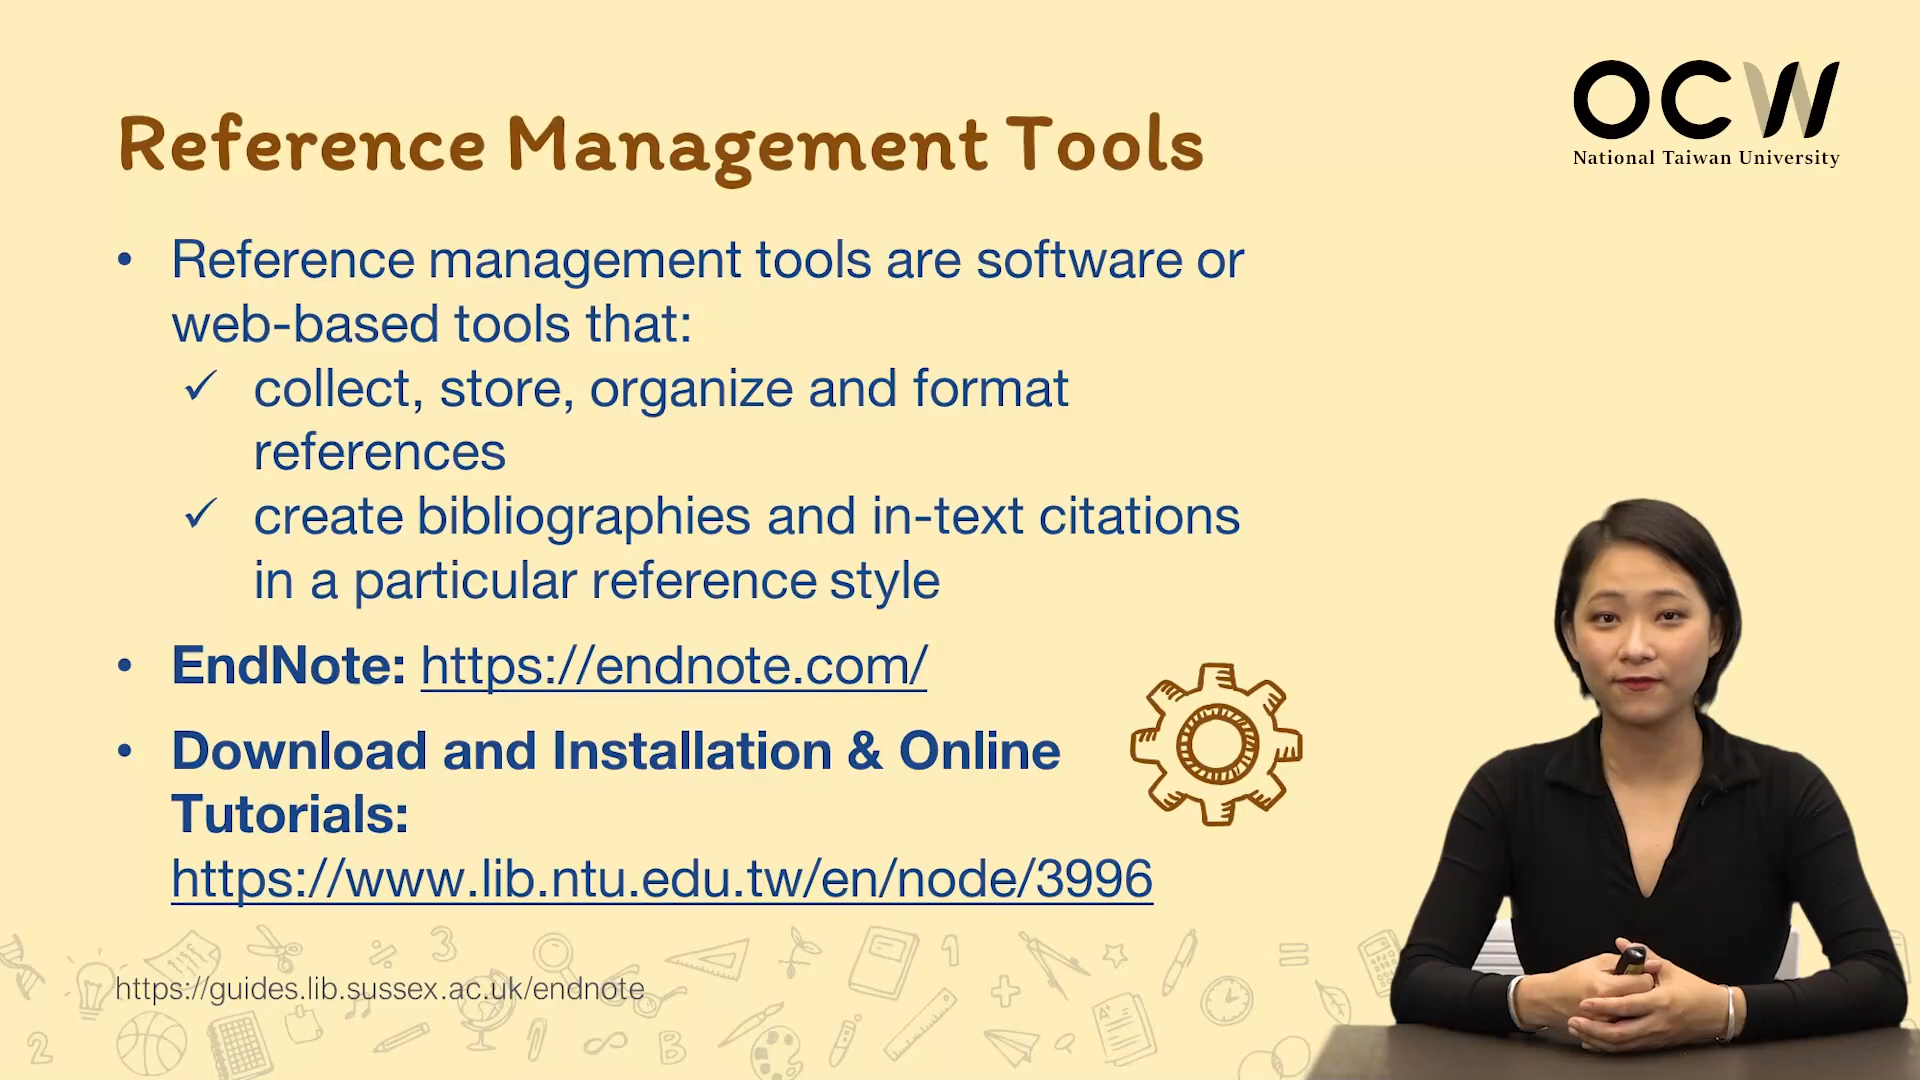 OCW
National Taiwan University
Reference Management Tools
• Reference management tools are software or
web-based tools that:
✓ collect, store, organize and format
references
✓ create bibliographies and in-text citations
in a particular reference style
• EndNote: https://endnote.com/
• Download and Installation & Online
Tutorials:
https://www.lib.ntu.edu.tw/en/node/3996
https://guides.lib.sussex.ac.uk/endnote
3
1
2
B
A+